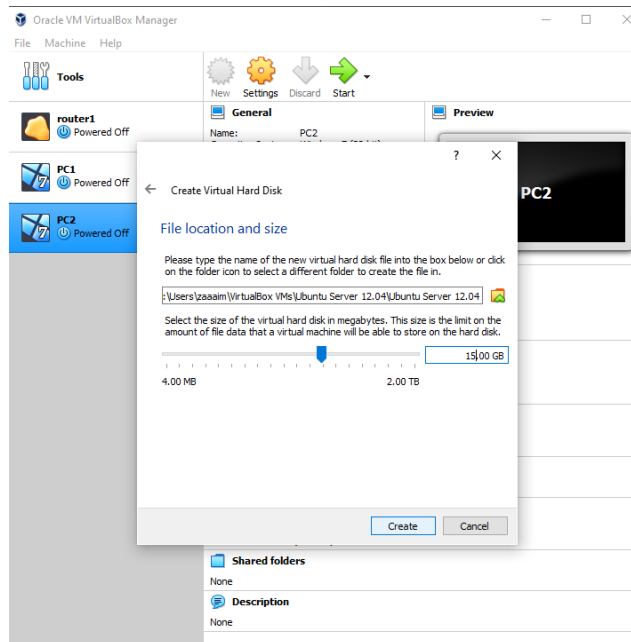 Oracle VM VirtualBox Manager
File Machine Help
Tools
New Settings Discard Start
router1
Powered Off
PC1
Powered Off
PC2
Powered Off
General
Name: PC2
Preview
PC2
? 
Create Virtual Hard Disk
File location and size
Please type the name of the new virtual hard disk file into the box below or click
on the folder icon to select a different folder to create the file in.
:\Users\zaaaim\VirtualBox VMs\Ubuntu Server 12.04\Ubuntu Server 12.04
Select the size of the virtual hard disk in megabytes. This size is the limit on the
amount of file data that a virtual machine will be able to store on the hard disk.
15,00 GB
4.00 MB 2.00 TB
Create Cancel
Shared folders
None
Description
None